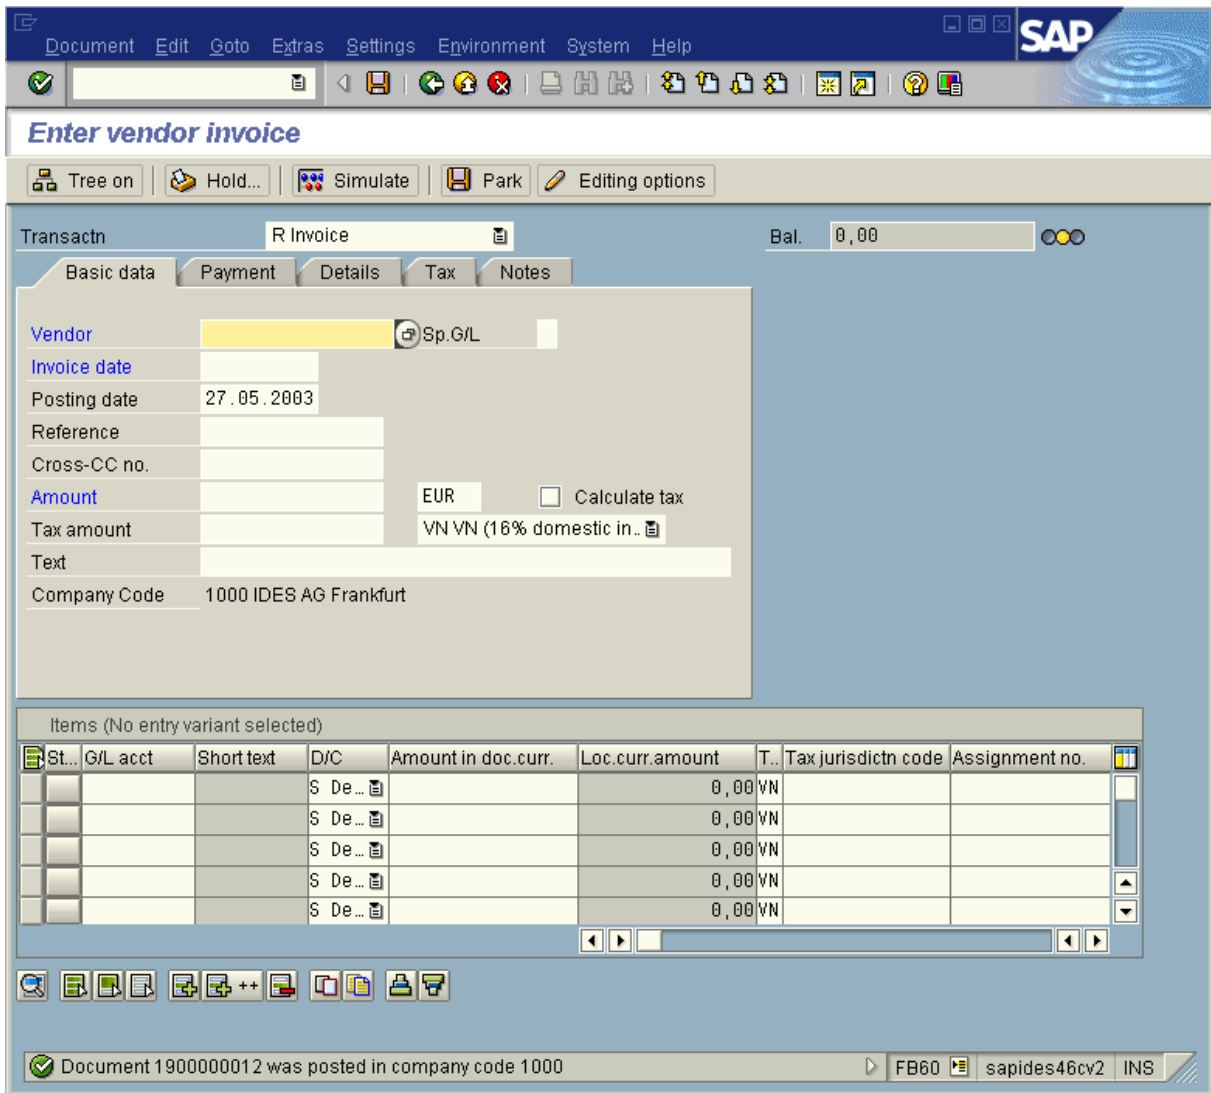 Document Edit Goto Extras Settings Environment System Help
SAP
Enter vendor invoice
Tree on Hold... Simulate Park Editing options
Transactn R Invoice Bal. 0,00
Basic data Payment Details Tax Notes
Vendor Sp.G/L
Invoice date
Posting date 27.05.2003
Reference
Cross-CC no.
Amount EUR Calculate tax
Tax amount VN VN (16% domestic in..
Text
Company Code 1000 IDES AG Frankfurt
Items (No entry variant selected)
St... G/L acct Short text D/C Amount in doc.curr. Loc.curr.amount T.. Tax jurisdictn code Assignment no.
S De... 0,00 VN
S De... 0,00 VN
S De... 0,00 VN
S De... 0,00 VN
S De... 0,00 VN
++
Document 1900000012 was posted in company code 1000 FB60 sapides46cv2 INS